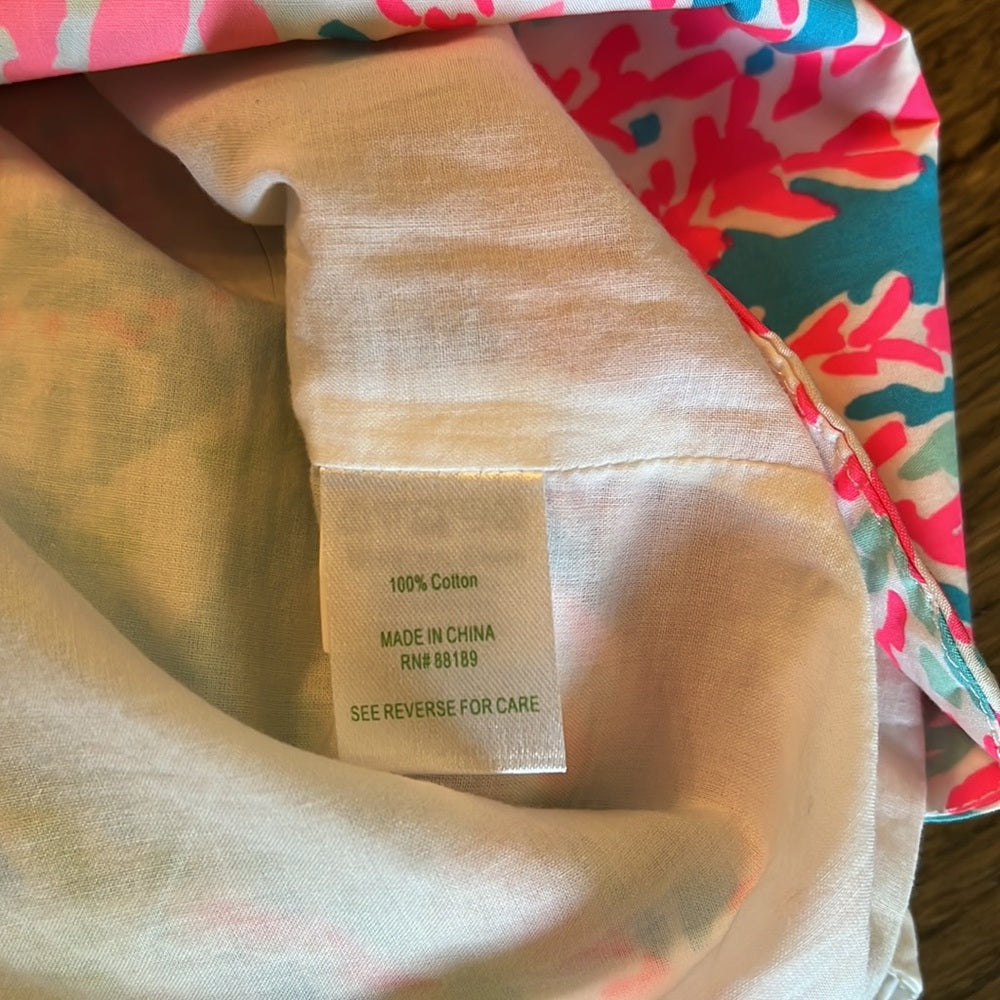 100% Cotton
MADE IN CHINA
RN# 88189
SEE REVERSE FOR CARE